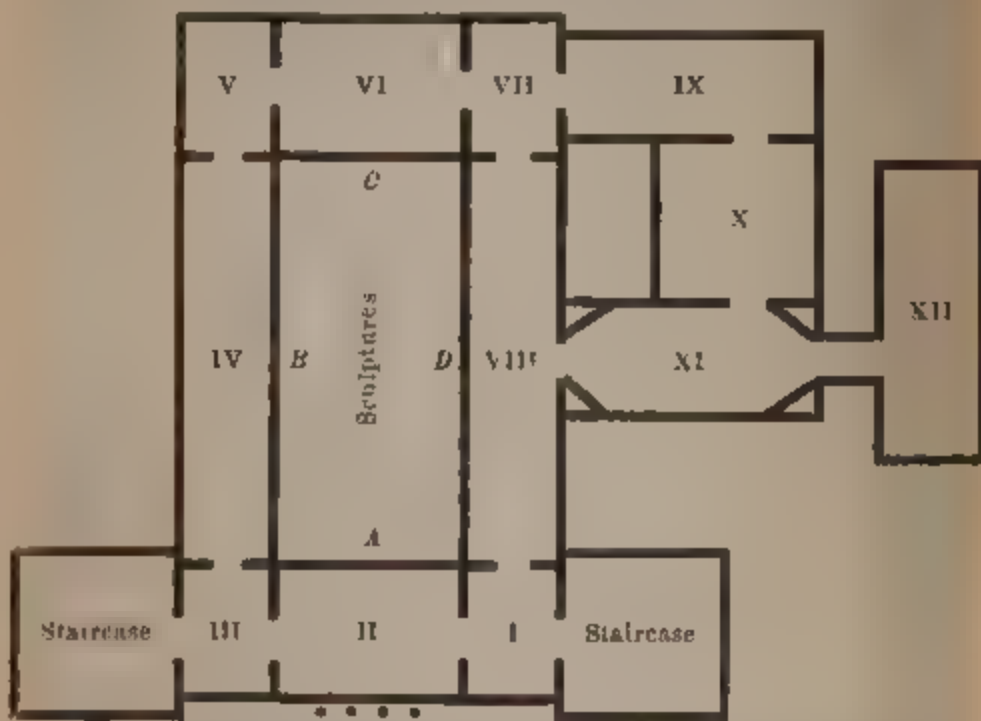 V VI VII IX
C
X
XII
IV B Sculptures D VIII XI
A
Staircase III II I Staircase